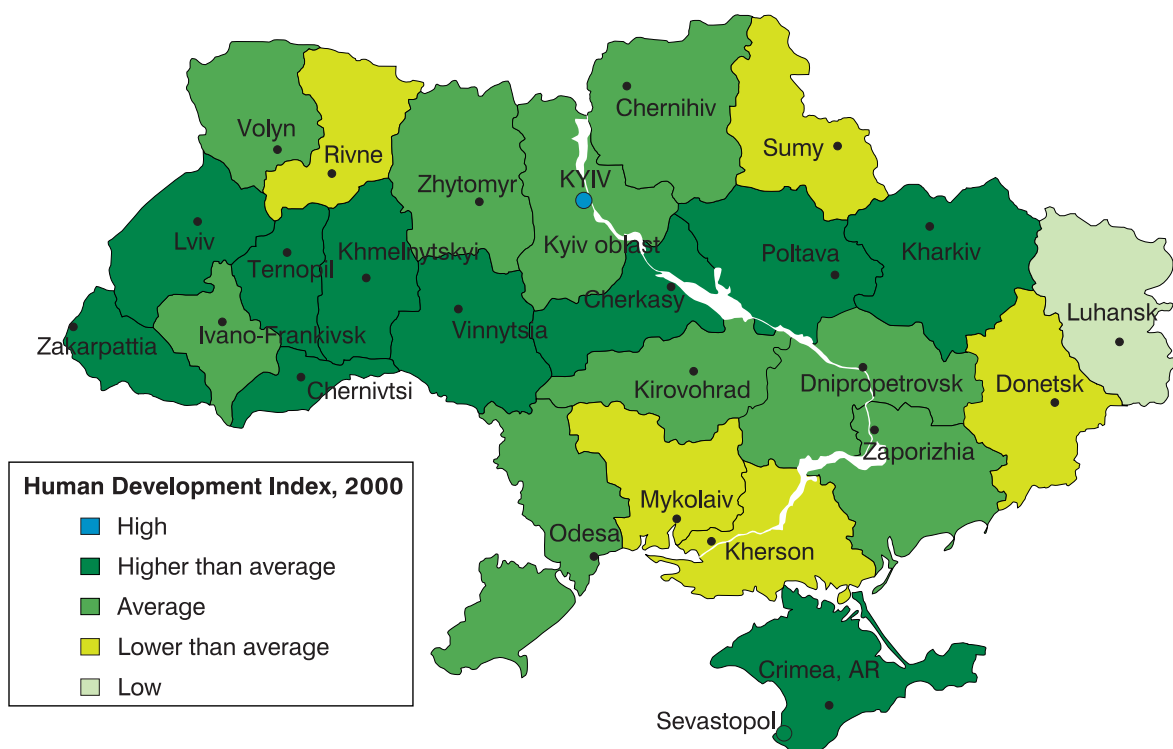 Chernihiv
Volyn
Rivne
Sumy
Zhytomyr
KYIV
Lviv
Ternopil
Khmelnytskyi
Kyiv oblast
Poltava
Kharkiv
Cherkasy
Luhansk
Zakarpattia
Ivano-Frankivsk
Vinnytsia
Chernivtsi
Kirovohrad
Dnipropetrovsk
Donetsk
Zaporizhia
Mykolaiv
Odesa
Kherson
Crimea, AR
Sevastopol
Human Development Index, 2000
High
Higher than average
Average
Lower than average
Low